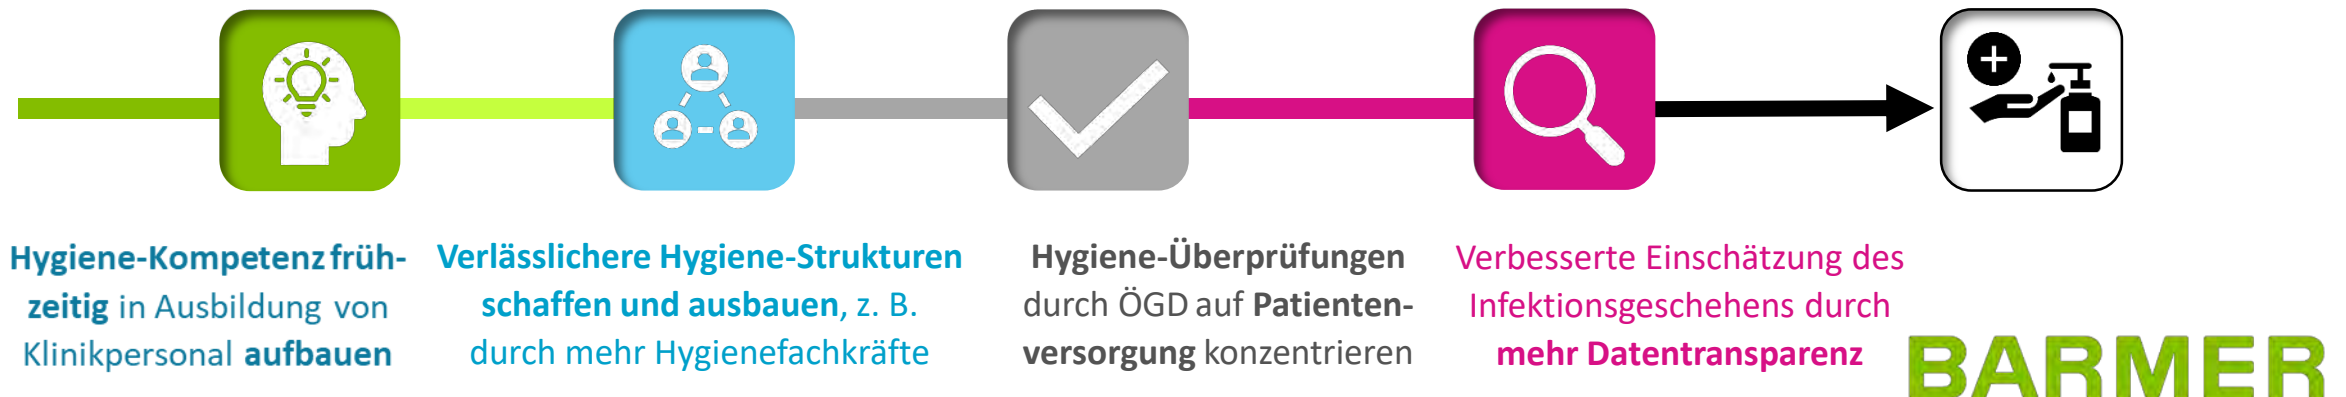 Hygiene-Kompetenz früh-
zeitig in Ausbildung von
Klinikpersonal aufbauen
Verlässlichere Hygiene-Strukturen
schaffen und ausbauen, z. B.
durch mehr Hygienefachkräfte
Hygiene-Überprüfungen
durch ÖGD auf Patienten-
versorgung konzentrieren
Verbesserte Einschätzung des
Infektionsgeschehens durch
mehr Datentransparenz
BARMER